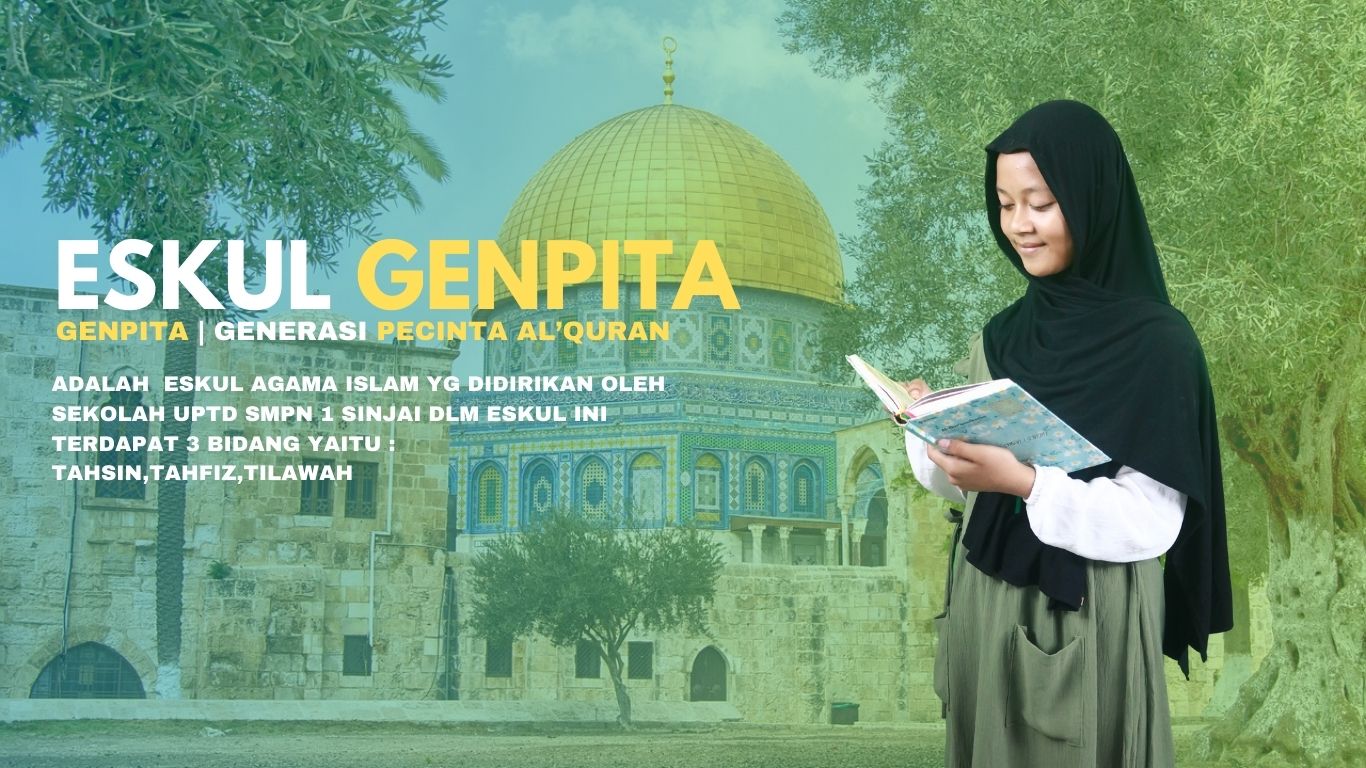 ESKUL GENPITA
GENPITA | GENERASI PECINTA AL'QURAN
ADALAH ESKUL AGAMA ISLAM YG DIDIRIKAN OLEH
SEKOLAH UPTD SMPN 1 SINJAI DLM ESKUL INI
TERDAPAT 3 BIDANG YAITU :
TAHSIN,TAHFIZ,TILAWAH